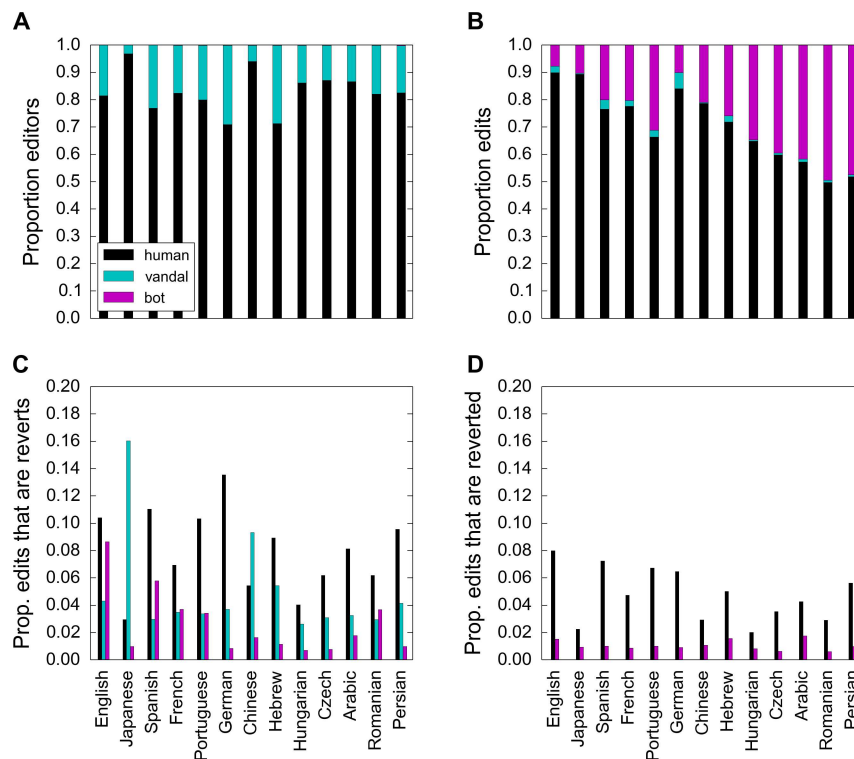 A
Proportion editors
1.0
0.9
0.8
0.7
0.6
0.5
0.4
0.3
0.2
0.1
0.0
human
vandal
bot
B
Proportion edits
1.0
0.9
0.8
0.7
0.6
0.5
0.4
0.3
0.2
0.1
0.0
C
Prop. edits that are reverts
0.20
0.18
0.16
0.14
0.12
0.10
0.08
0.06
0.04
0.02
0.00
English
Japanese
Spanish
French
Portuguese
German
Chinese
Hebrew
Hungarian
Czech
Arabic
Romanian
Persian
D
Prop. edits that are reverted
0.20
0.18
0.16
0.14
0.12
0.10
0.08
0.06
0.04
0.02
0.00
English
Japanese
Spanish
French
Portuguese
German
Chinese
Hebrew
Hungarian
Czech
Arabic
Romanian
Persian